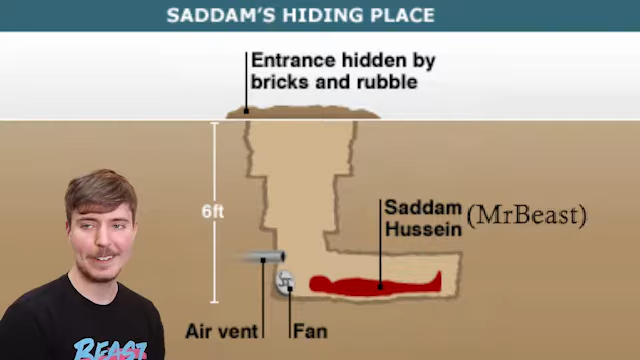 SADDAM'S HIDING PLACE
Entrance hidden by
bricks and rubble
6ft
Saddam
Hussein
(MrBeast)
Air vent
Fan
BEAST